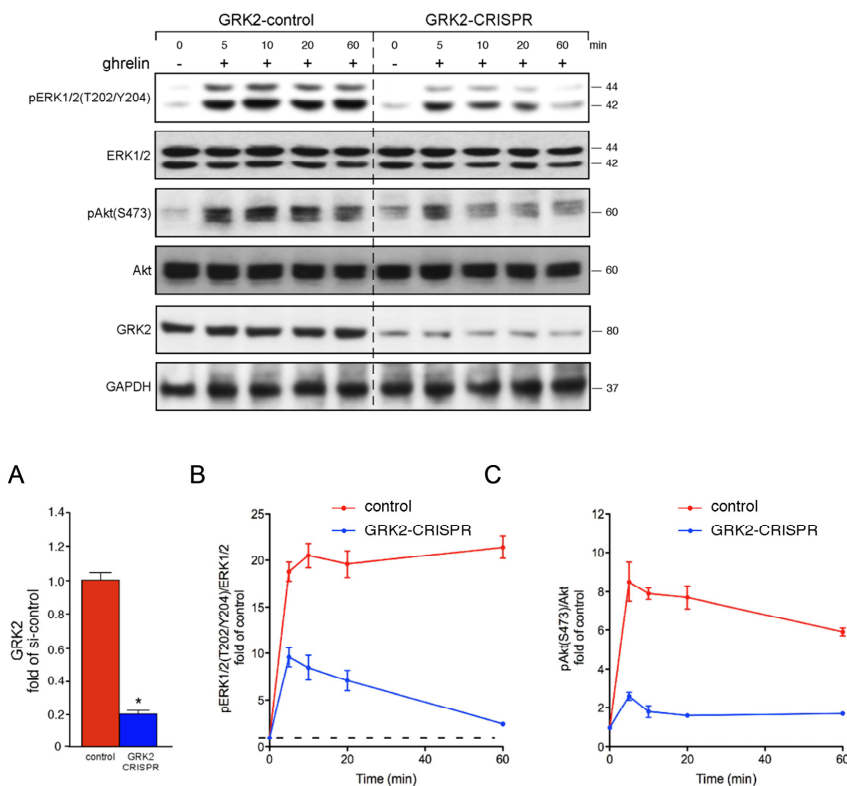 GRK2-control GRK2-CRISPR
0 5 10 20 60 0 5 10 20 60 min
ghrelin - + + + + - + + + +
pERK1/2(T202/Y204) 44
42
ERK1/2 44
42
pAkt(S473) 60
Akt 60
GRK2 80
GAPDH 37
A B C
control
GRK2-CRISPR
control
GRK2-CRISPR
GRK2
fold of si-control
1.4
1.2
1.0
0.8
0.6
0.4
0.2
0
*
control GRK2
CRISPR
pERK1/2(T202/Y204)/ERK1/2
fold of control
25
20
15
10
5
0
0 20 40 60
Time (min)
pAkt(S473)/Akt
fold of control
12
10
8
6
4
2
0
0 20 40 60
Time (min)